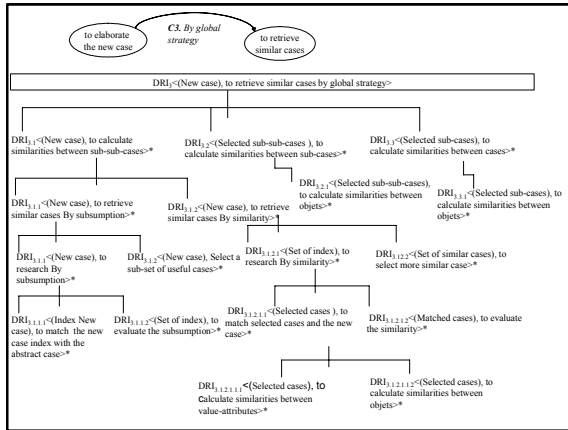 to elaborate
the new case
C3. By global
strategy
to retrieve
similar cases
DRI3<(New case), to retrieve similar cases by global strategy>
DRI3.1<(New case), to calculate
similarities between sub-sub-cases>*
DRI3.2<(Selected sub-sub-cases ), to
calculate similarities between sub-cases>*
DRI3.3<(Selected sub-cases), to
calculate similarities between cases>*
DRI3.2.1<(Selected sub-sub-cases),
to calculate similarities between
objets>*
DRI3.3.1<(Selected sub-cases), to
calculate similarities between
objets>*
DRI3.1.1<(New case), to retrieve
similar cases By subsumption>*
DRI3.1.2<(New case), to retrieve
similar cases By similarity>*
DRI3.1.1<(New case), to
research By
subsumption>*
DRI3.1.2<(New case), Select a
sub-set of useful cases>*
DRI3.1.2.1<(Set of index), to
research By similarity>*
DRI3.12.2<(Set of similar cases), to
select more similar case>*
DRI3.1.1.1<(Index New
case), to match the new
case index with the
abstract case>*
DRI3.1.1.2<(Set of index), to
evaluate the subsumption>*
DRI3.1.2.1.1<(Selected cases ), to
match selected cases and the new
case>*
DRI3.1.2.1.2<(Matched cases), to evaluate
the similarity>*
DRI3.1.2.1.1.1<(Selected cases), to
calculate similarities between
value-attributes>*
DRI3.1.2.1.1.2<(Selected cases), to
calculate similarities between
objets>*